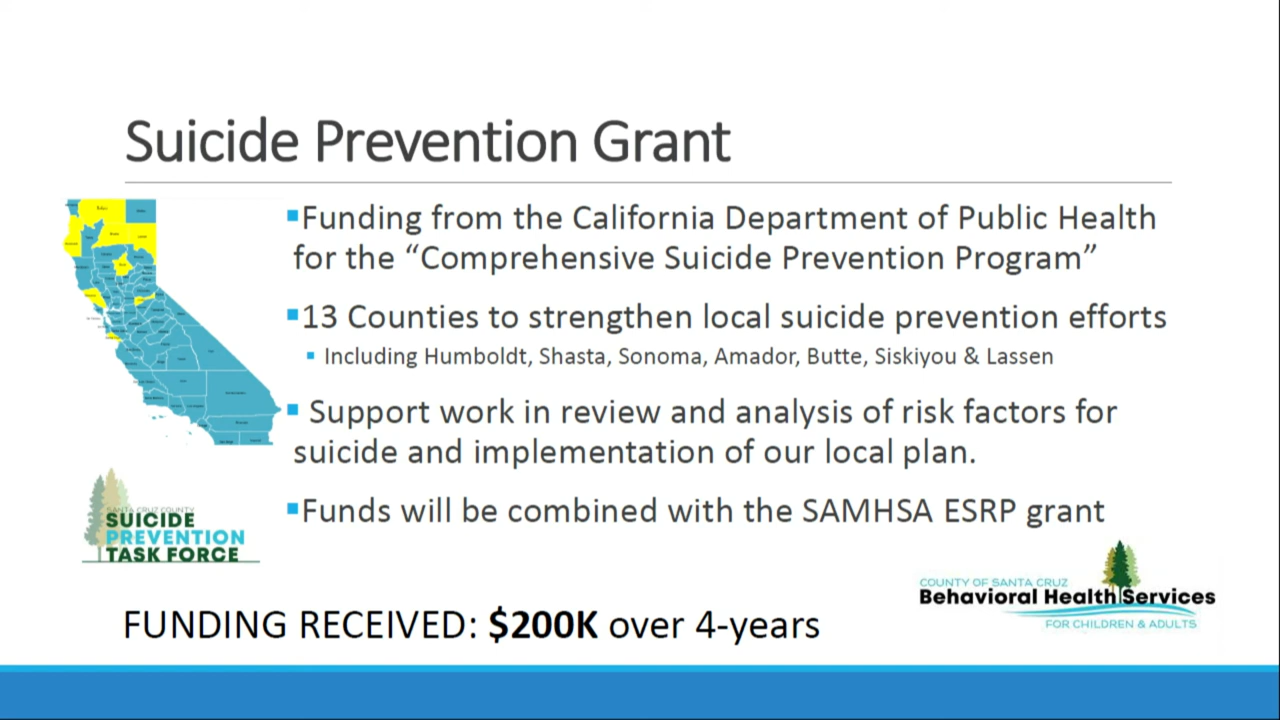 Suicide Prevention Grant
▪Funding from the California Department of Public Health
for the “Comprehensive Suicide Prevention Program”
▪13 Counties to strengthen local suicide prevention efforts
▪ Including Humboldt, Shasta, Sonoma, Amador, Butte, Siskiyou & Lassen
▪ Support work in review and analysis of risk factors for
suicide and implementation of our local plan.
▪Funds will be combined with the SAMHSA ESRP grant
SANTA CRUZ COUNTY
SUICIDE
PREVENTION
TASK FORCE
COUNTY OF SANTA CRUZ
Behavioral Health Services
FOR CHILDREN & ADULTS
FUNDING RECEIVED: $200K over 4-years